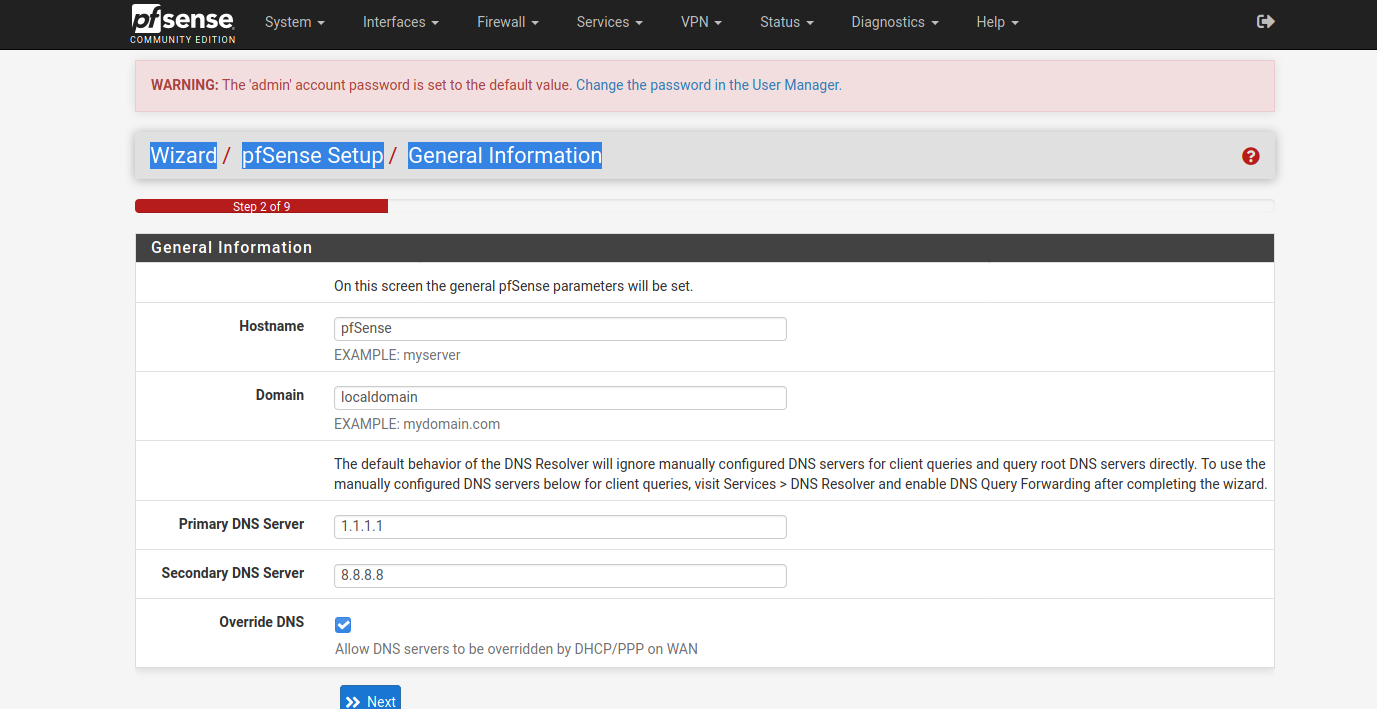 pfsense
COMMUNITY EDITION
System Interfaces Firewall Services VPN Status Diagnostics Help
WARNING: The 'admin' account password is set to the default value. Change the password in the User Manager.
Wizard / pfSense Setup / General Information
Step 2 of 9
General Information
On this screen the general pfSense parameters will be set.
Hostname
pfSense
EXAMPLE: myserver
Domain
localdomain
EXAMPLE: mydomain.com
The default behavior of the DNS Resolver will ignore manually configured DNS servers for client queries and query root DNS servers directly. To use the
manually configured DNS servers below for client queries, visit Services > DNS Resolver and enable DNS Query Forwarding after completing the wizard.
Primary DNS Server
1.1.1.1
Secondary DNS Server
8.8.8.8
Override DNS
Allow DNS servers to be overridden by DHCP/PPP on WAN
Next